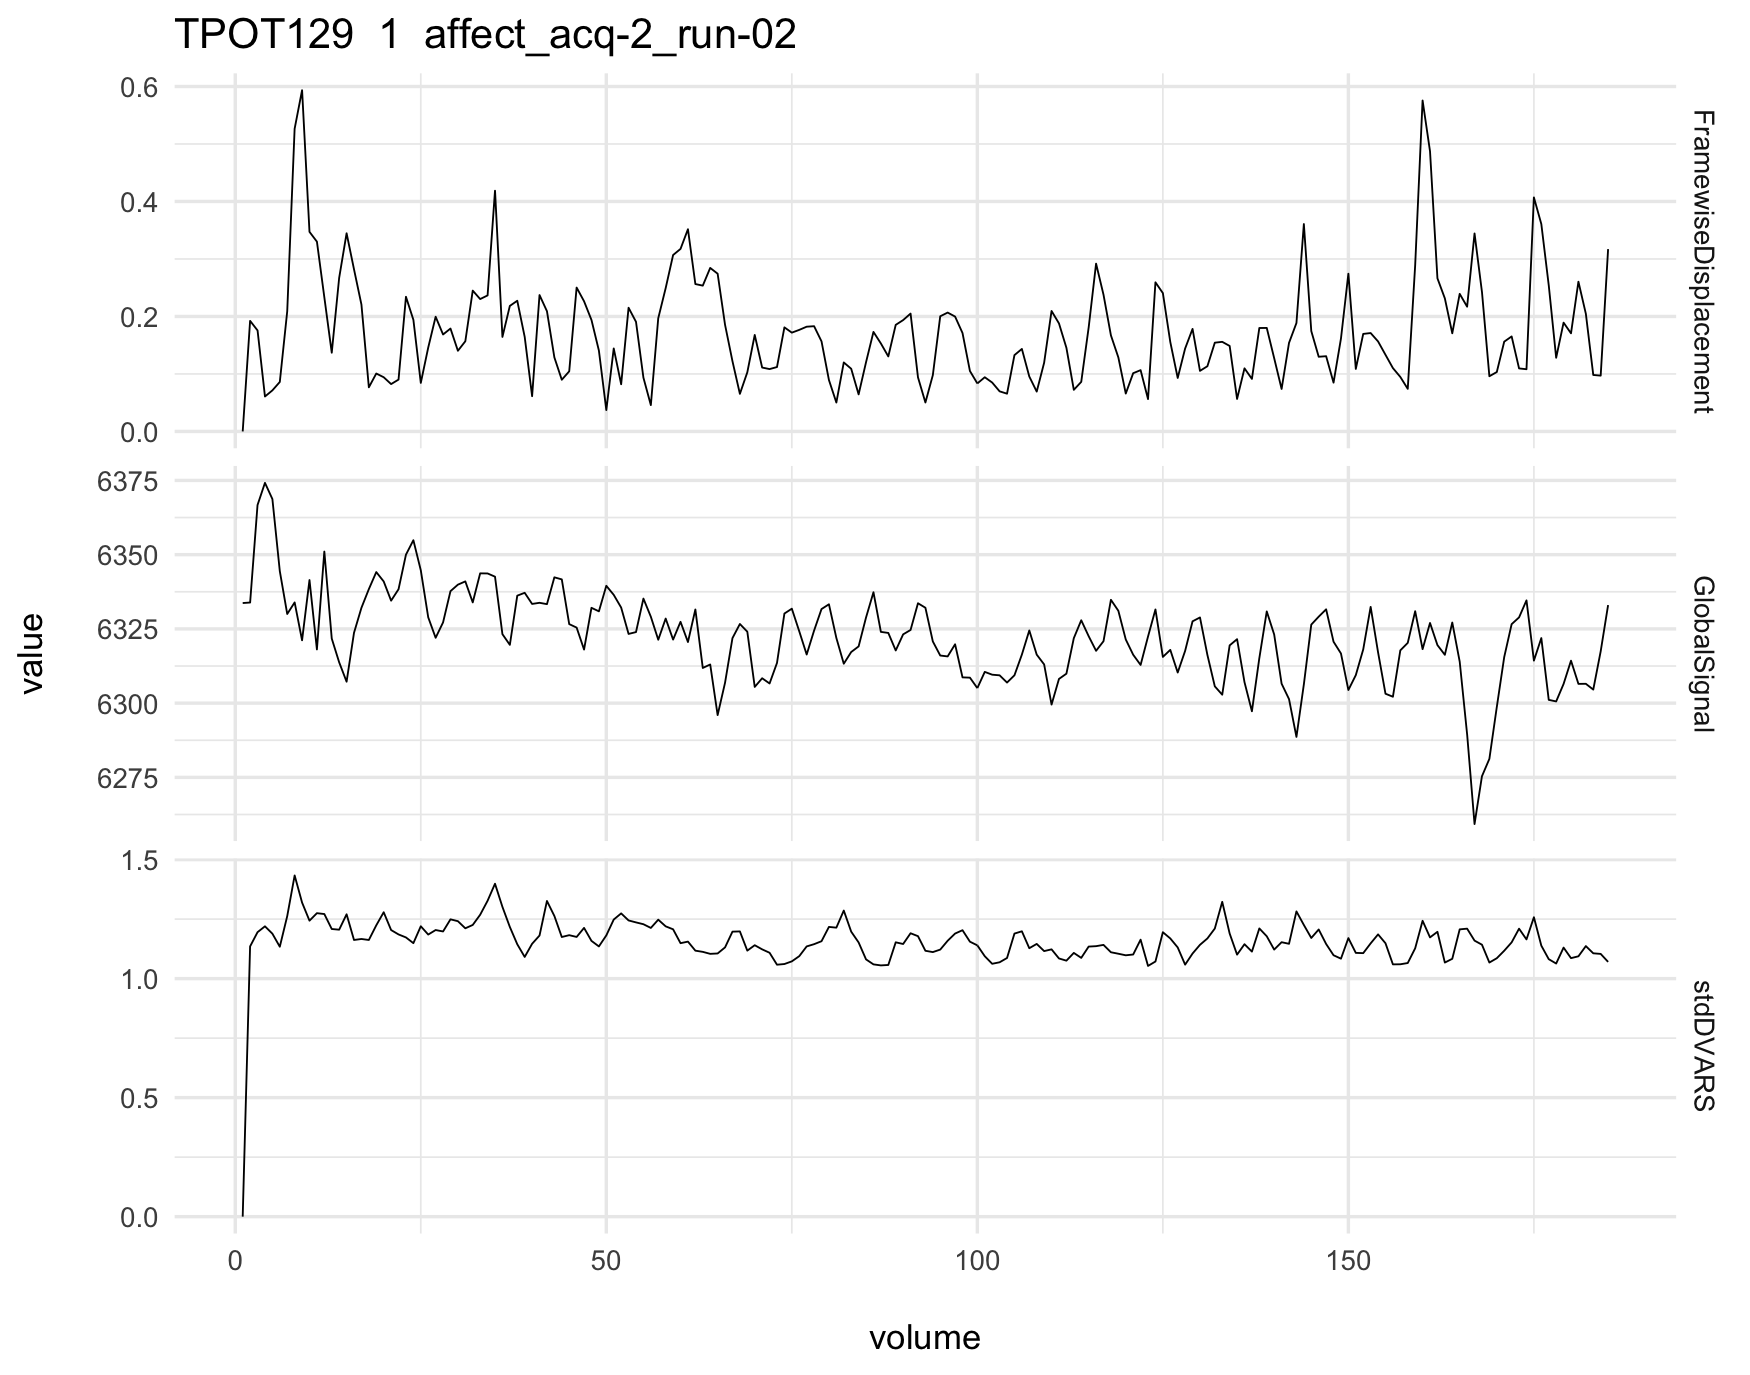 TPOT129  1  affect_acq-2_run-02
0.6
0.4
0.2
0.0
FramewiseDisplacement
6375
6350
6325
6300
6275
GlobalSignal
value
1.5
1.0
0.5
0.0
stdDVARS
0 50 100 150
volume